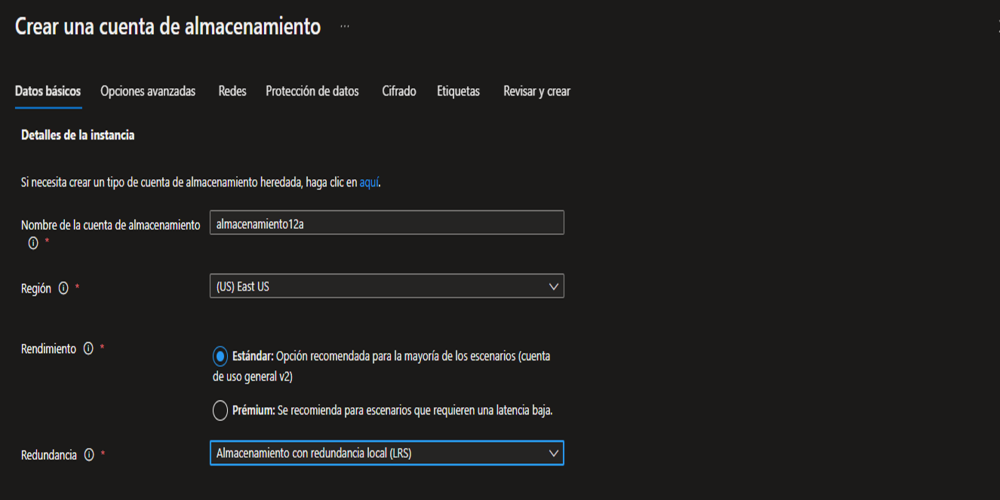 Crear una cuenta de almacenamiento ...
Datos básicos Opciones avanzadas Redes Protección de datos Cifrado Etiquetas Revisar y crear
Detalles de la instancia
Si necesita crear un tipo de cuenta de almacenamiento heredada, haga clic en aquí.
Nombre de la cuenta de almacenamiento almacenamiento12a
*
Región * (US) East US
Rendimiento * Estándar: Opción recomendada para la mayoría de los escenarios (cuenta
de uso general v2)
Prémium: Se recomienda para escenarios que requieren una latencia baja.
Redundancia * Almacenamiento con redundancia local (LRS)